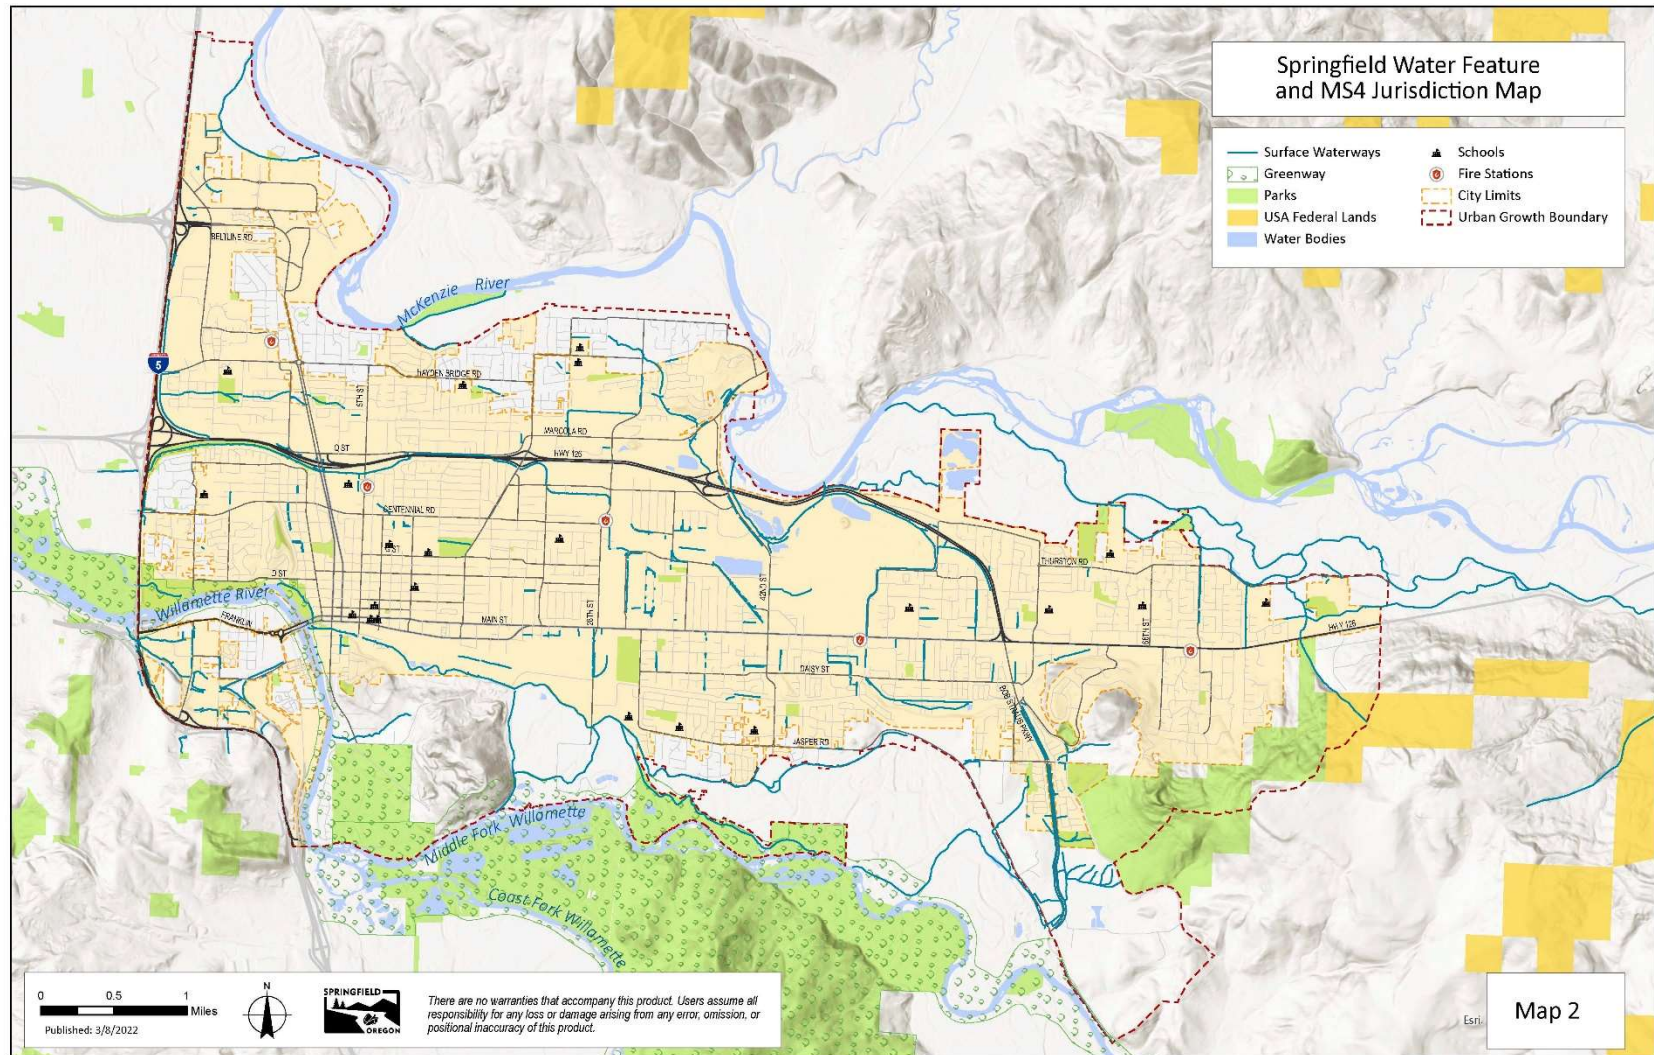 Springfield Water Feature
and MS4 Jurisdiction Map
Surface Waterways
Greenway
Parks
USA Federal Lands
Water Bodies
Schools
Fire Stations
City Limits
Urban Growth Boundary
BELTLINE RD
McKenzie River
5
HAYDEN BRIDGE RD
5TH ST
MARCOLA RD
Q ST
HWY 126
CENTENNIAL RD
G ST
D ST
THURSTON RD
Willamette River
FRANKLIN
MAIN ST
28TH ST
42ND ST
58TH ST
HWY 126
DAISY ST
BOB STRAUB PKWY
JASPER RD
Middle Fork Willamette
Coast Fork Willamette
0 0.5 1
Miles
Published: 3/8/2022
N
SPRINGFIELD
OREGON
There are no warranties that accompany this product. Users assume all
responsibility for any loss or damage arising from any error, omission, or
positional inaccuracy of this product.
Esri
Map 2